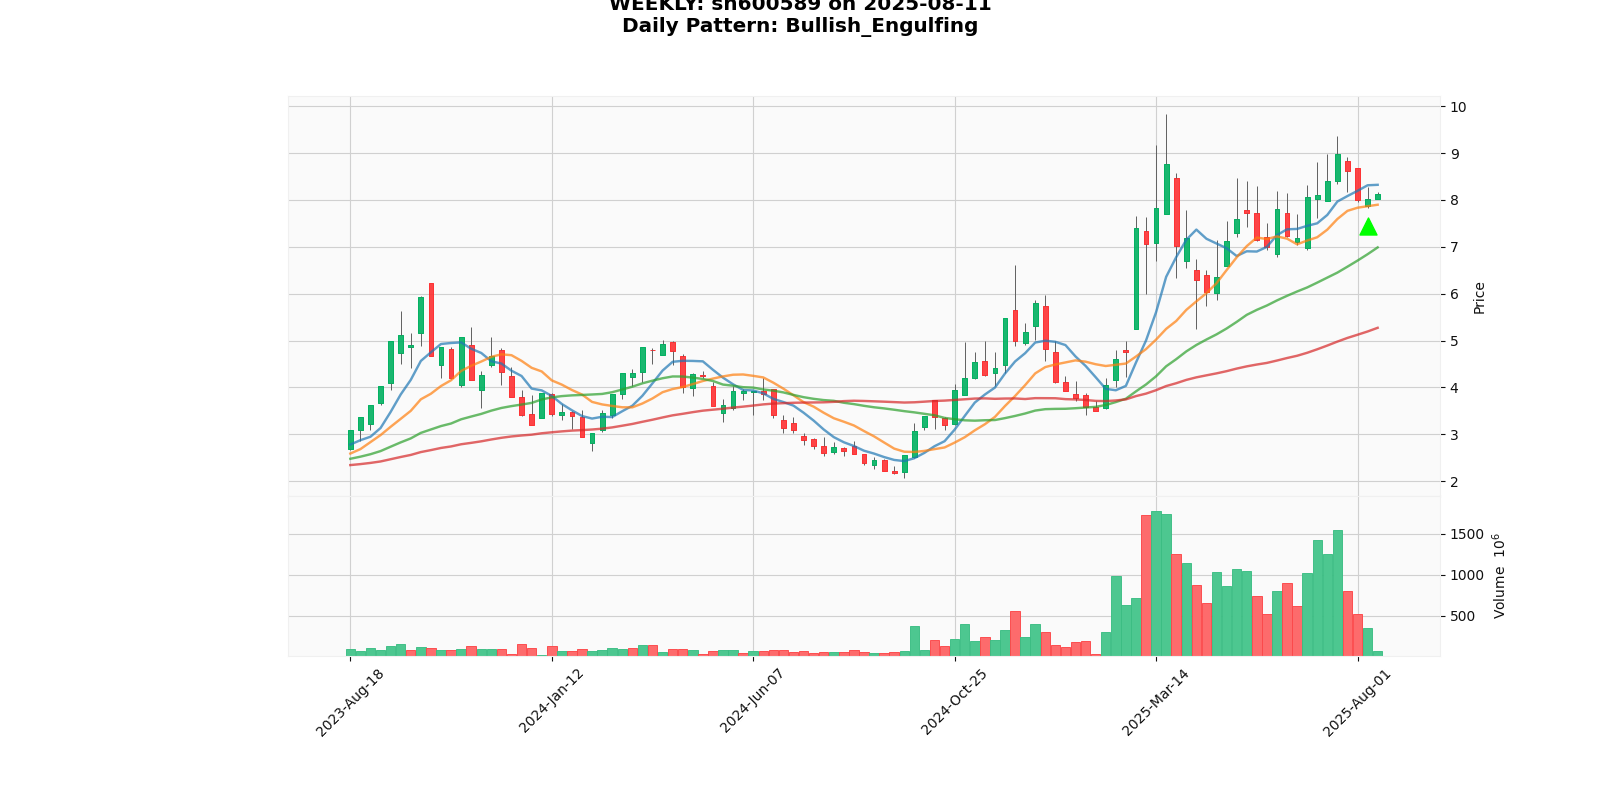 WEEKLY: sh600589 on 2025-08-11
Daily Pattern: Bullish_Engulfing
10
9
8
7
6
5
4
3
2
Price
1500
1000
500
Volume 10^6
2023-Aug-18
2024-Jan-12
2024-Jun-07
2024-Oct-25
2025-Mar-14
2025-Aug-01